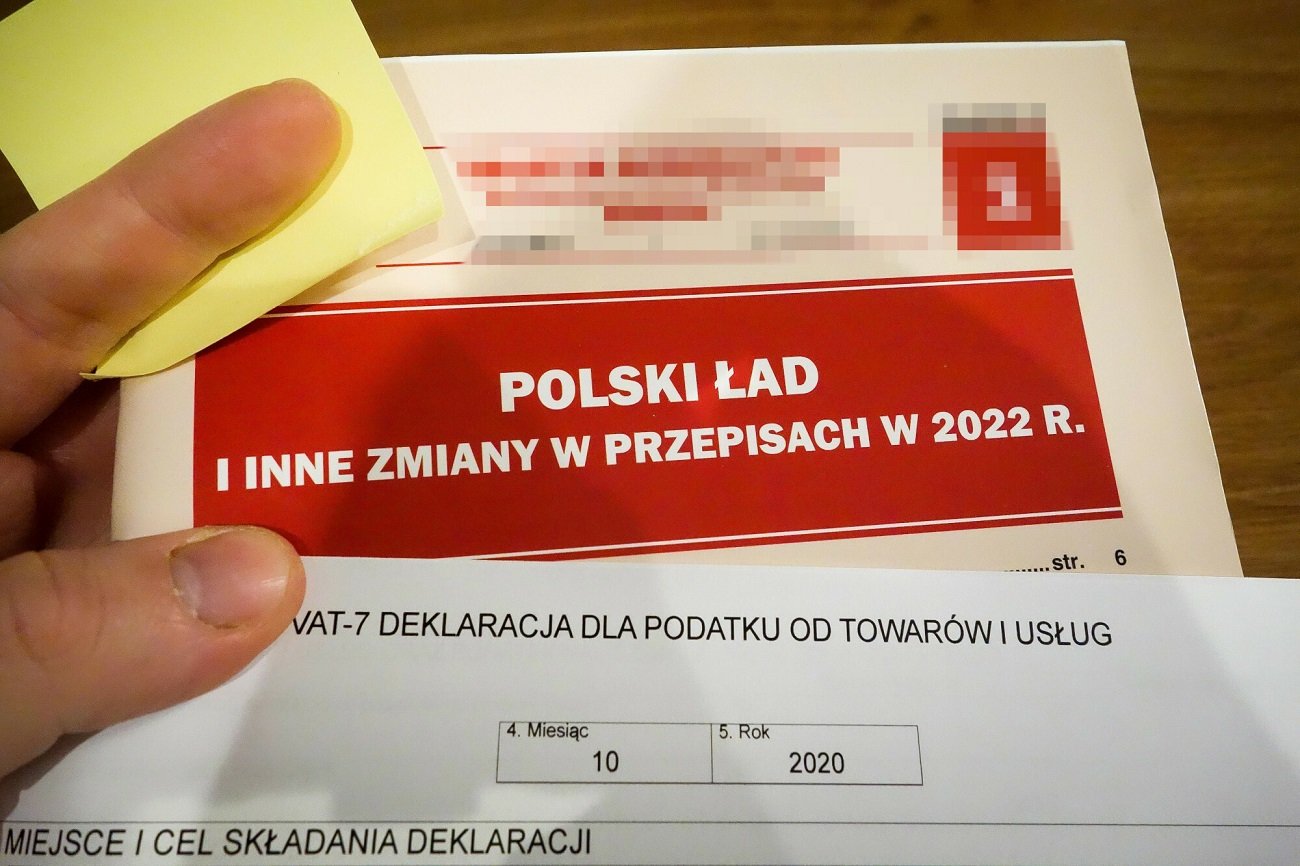 POLSKI ŁAD
I INNE ZMIANY W PRZEPISACH W 2022 R.
......str. 6
VAT-7 DEKLARACJA DLA PODATKU OD TOWARÓW I USŁUG
4. Miesiąc 5. Rok
10 2020
MIEJSCE I CEL SKŁADANIA DEKLARACJI